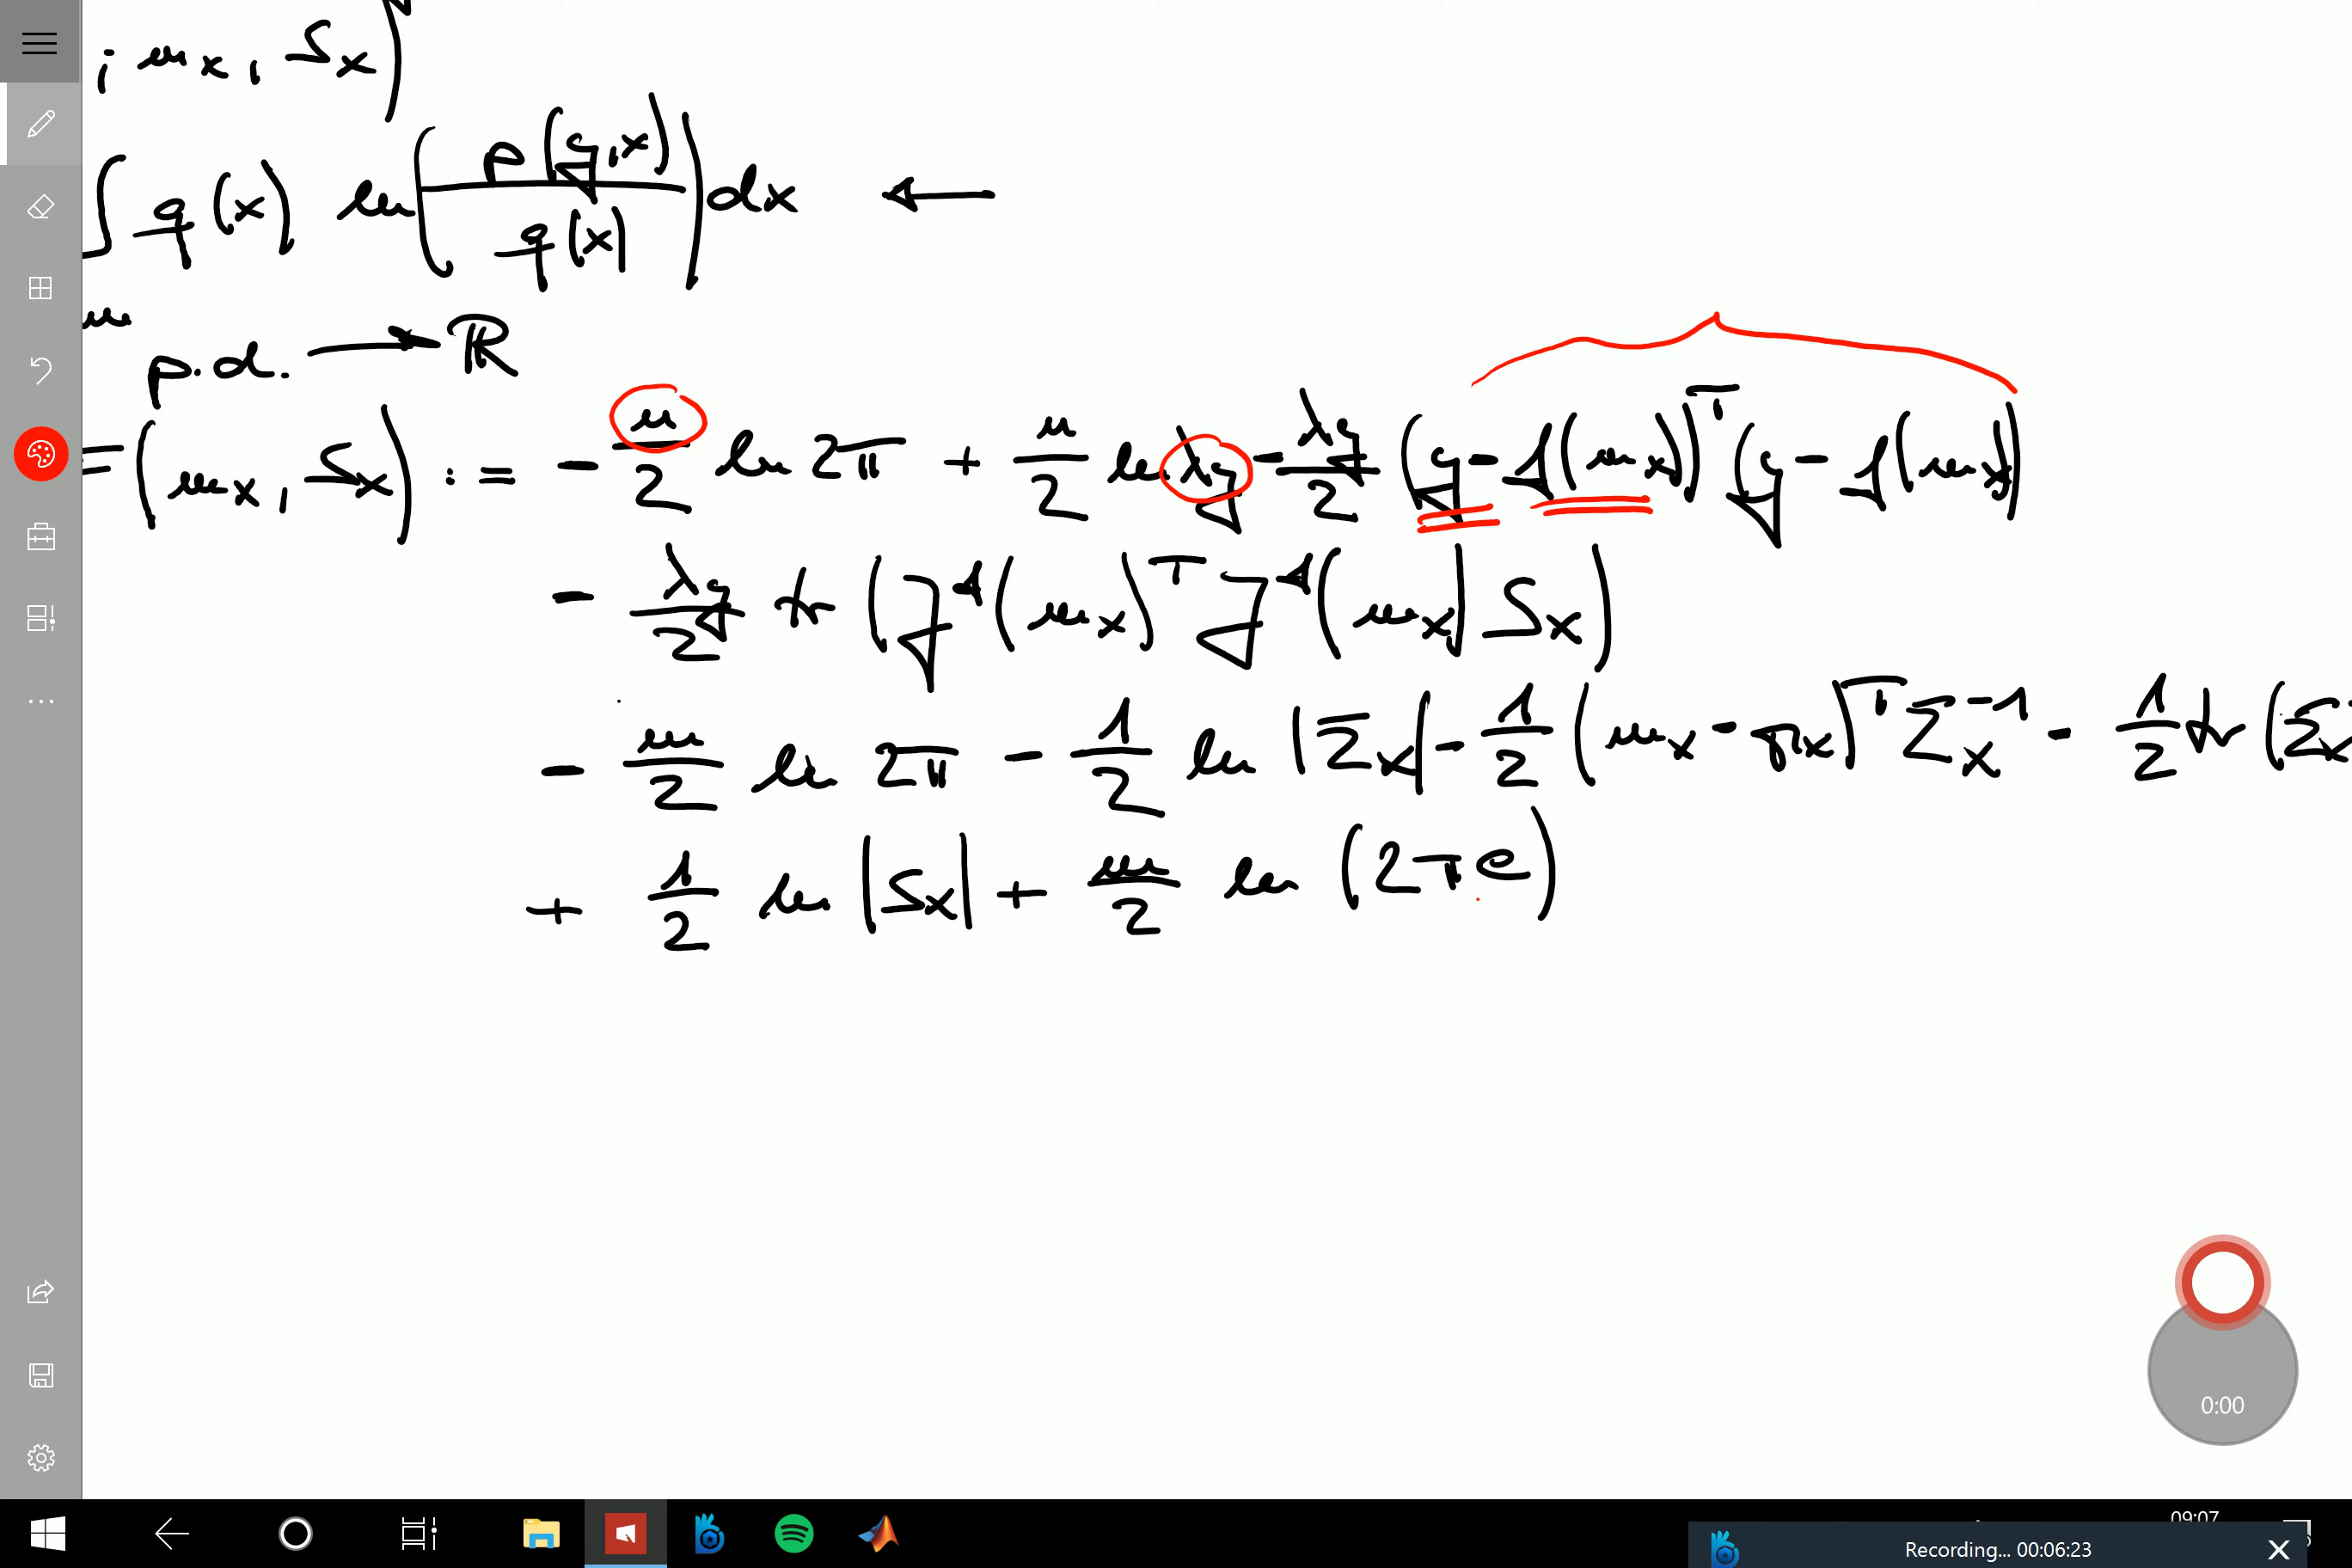 ; m_x, S_x)
∫ q(x) ln( p(y,x) / q(x) ) dx ←
m
p.d. → ℝ
F(m_x, S_x) := - n/2 ln 2π + n/2 ln λ_y - λ_y/2 (y - f(m_x))^T (y - f(m_x))
- λ_y/2 tr (J^f(m_x)^T J^f(m_x) S_x)
- m/2 ln 2π - 1/2 ln |Σ_x| - 1/2 (m_x - μ_x)^T Σ_x^-1 - 1/2 tr (Σ_x
+ 1/2 ln |S_x| + m/2 ln (2πe)
0:00
09:07
Recording... 00:06:23